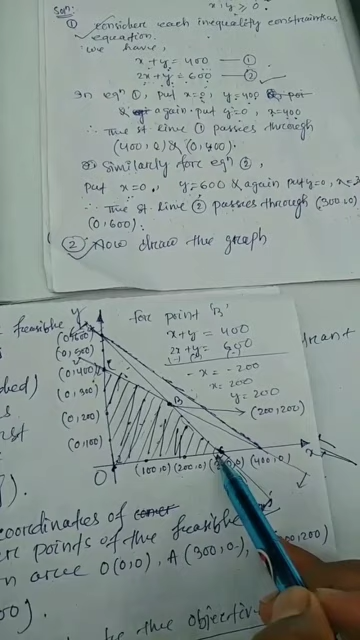 Solⁿ:
x, y ≥ 0.
① consider each inequality constraint as
equation.
we have,
x + y = 400 —— ①
2x + y = 600 —— ②
In eqⁿ ①, put x = 0, y = 400
& again put y = 0, x = 400
∴ The st. line ① passes through
(400, 0) & (0, 400).
Similarly for eqⁿ ②,
put x = 0, y = 600 & again put y = 0, x =
∴ The st. line ② passes through (300, 0)
(0, 600).
② Now draw the graph
feasible
y
for point 'B'
(0, 600)
x + y = 400
(0, 500)
2x + y = 600
(0, 400)
(-) (-) (-)
(0, 300)
- x = - 200
x = 200
y = 200
(0, 200)
B
(200, 200)
(0, 100)
O
(100, 0) (200, 0)
(400, 0)
x
coordinates of
points of the feasible
are O(0, 0), A(300, 0),
the objective